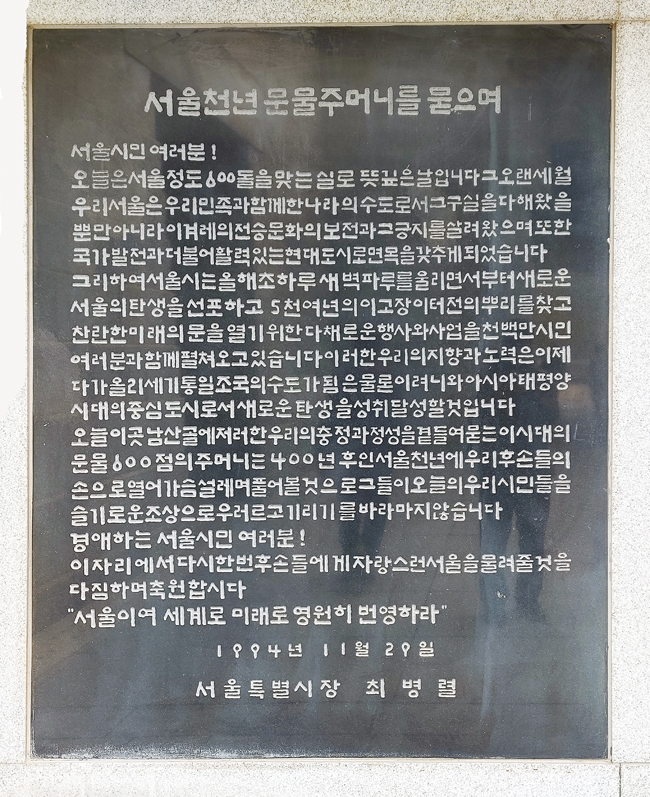 서울천년 문물주머니를 묻으며
서울시민 여러분!
오늘은서울정도600돌을맞는실로 뜻깊은날입니다그오랜세월
우리서울은우리민족과함께한나라의수도로서그구실을다해왔을
뿐만아니라이겨레의전승문화의보전과그긍지를살려왔으며또한
국가발전과더불어활력있는현대도시로면목을갖추게되었습니다
그리하여서울시는올해초하루새벽파루를울리면서부터새로운
서울의탄생을선포하고 5천여년의이고장이터전의뿌리를찾고
찬란한미래의문을열기위한다채로운행사와사업을천백만시민
여러분과함께펼쳐오고있습니다이러한우리의지향과노력은이제
다가올리세기통일조국의수도가됨은물론이려니와아시아태평양
시대의중심도시로서새로운탄생을성취달성할것입니다
오늘이곳남산골에저러한우리의충정과정성을곁들여묻는이시대의
문물600점의주머니는400년후인서울천년에우리후손들의
손으로열어가슴설레며풀어볼것으로그들이오늘의우리시민들을
슬기로운조상으로우러르고기리기를바라마지않습니다
경애하는서울시민여러분!
이자리에서다시한번후손들에게자랑스런서울을물려줄것을
다짐하며축원합시다
"서울이여 세계로 미래로 영원히 번영하라"
1994년 11월 29일
서울특별시장 최병렬